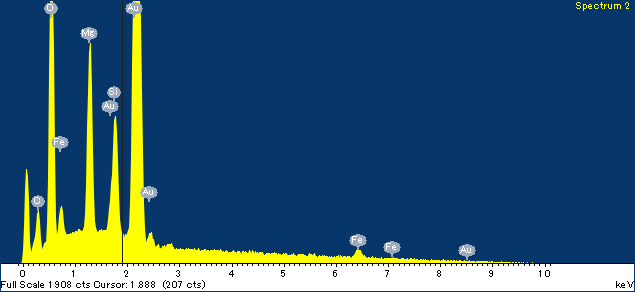 Spectrum 2
O
Au
Mg
Si
Au
Fe
Au
C
Fe
Fe
Au
0 1 2 3 4 5 6 7 8 9 10
Full Scale 1908 cts Cursor: 1.888 (207 cts) keV